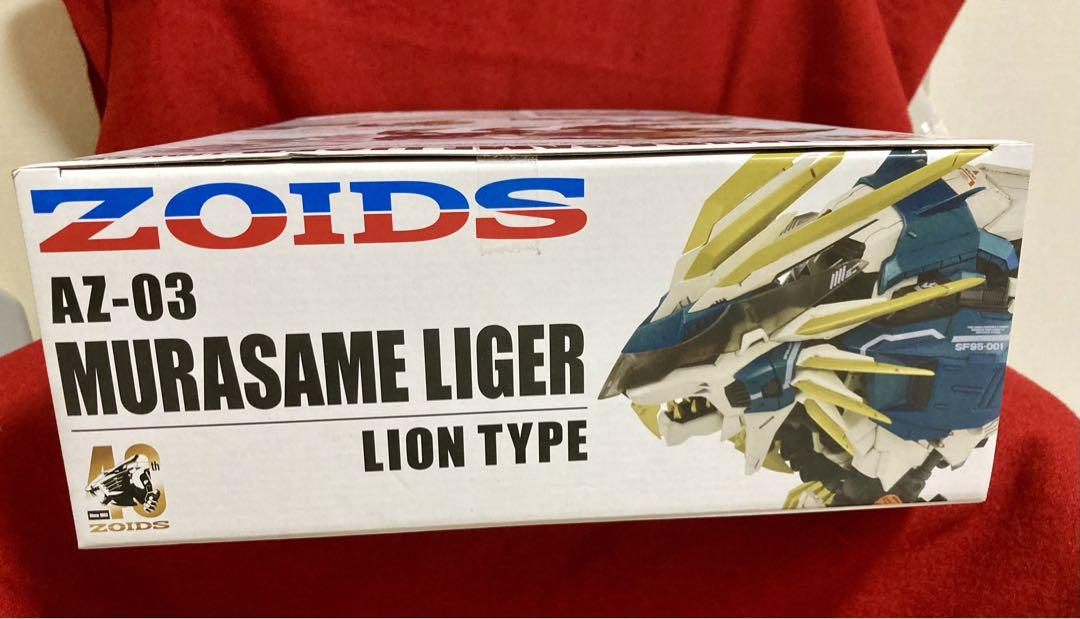 ZOIDS
AZ-03
MURASAME LIGER
LION TYPE
40th
ZOIDS
SF95-001